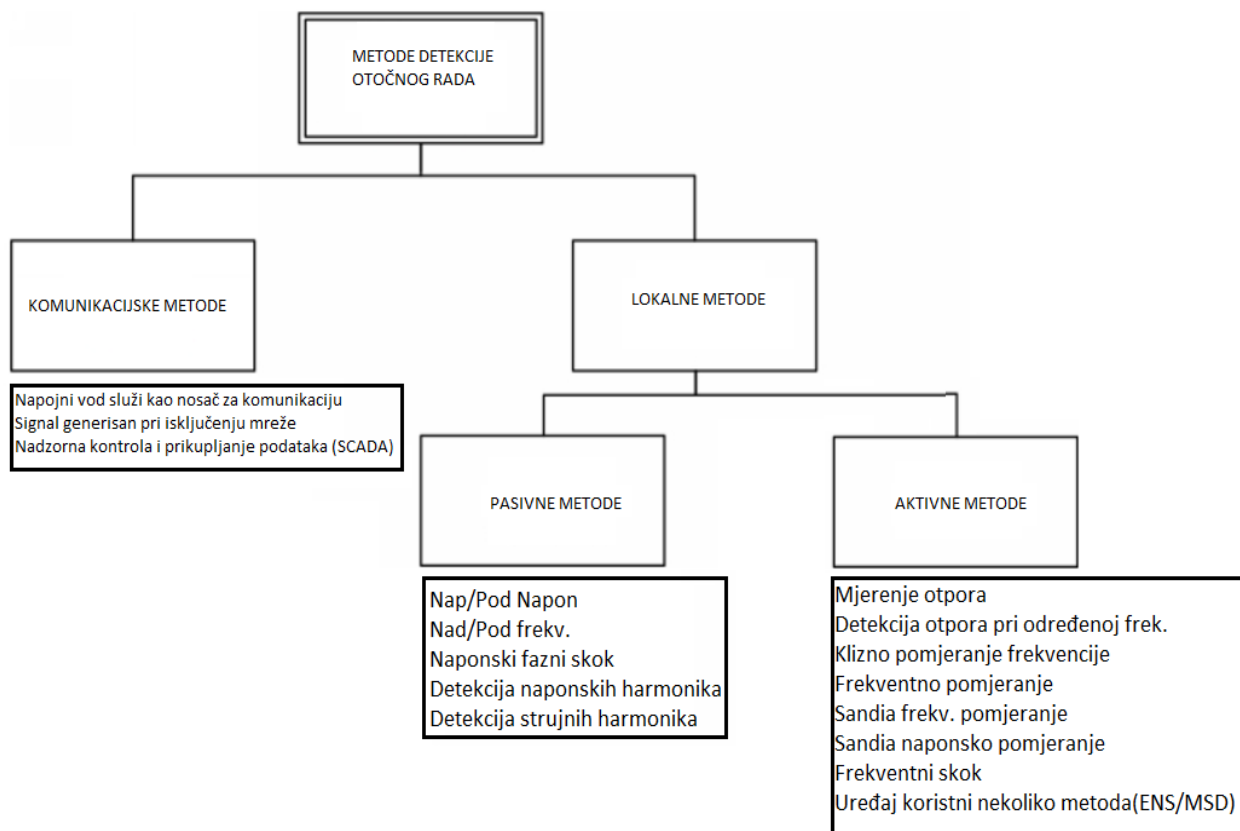 METODE DETEKCIJE
OTOČNOG RADA
KOMUNIKACIJSKE METODE
LOKALNE METODE
Napojni vod služi kao nosač za komunikaciju
Signal generisan pri isključenju mreže
Nadzorna kontrola i prikupljanje podataka (SCADA)
PASIVNE METODE
AKTIVNE METODE
Nap/Pod Napon
Nad/Pod frekv.
Naponski fazni skok
Detekcija naponskih harmonika
Detekcija strujnih harmonika
Mjerenje otpora
Detekcija otpora pri određenoj frek.
Klizno pomjeranje frekvencije
Frekventno pomjeranje
Sandia frekv. pomjeranje
Sandia naponsko pomjeranje
Frekventni skok
Uređaj koristni nekoliko metoda(ENS/MSD)